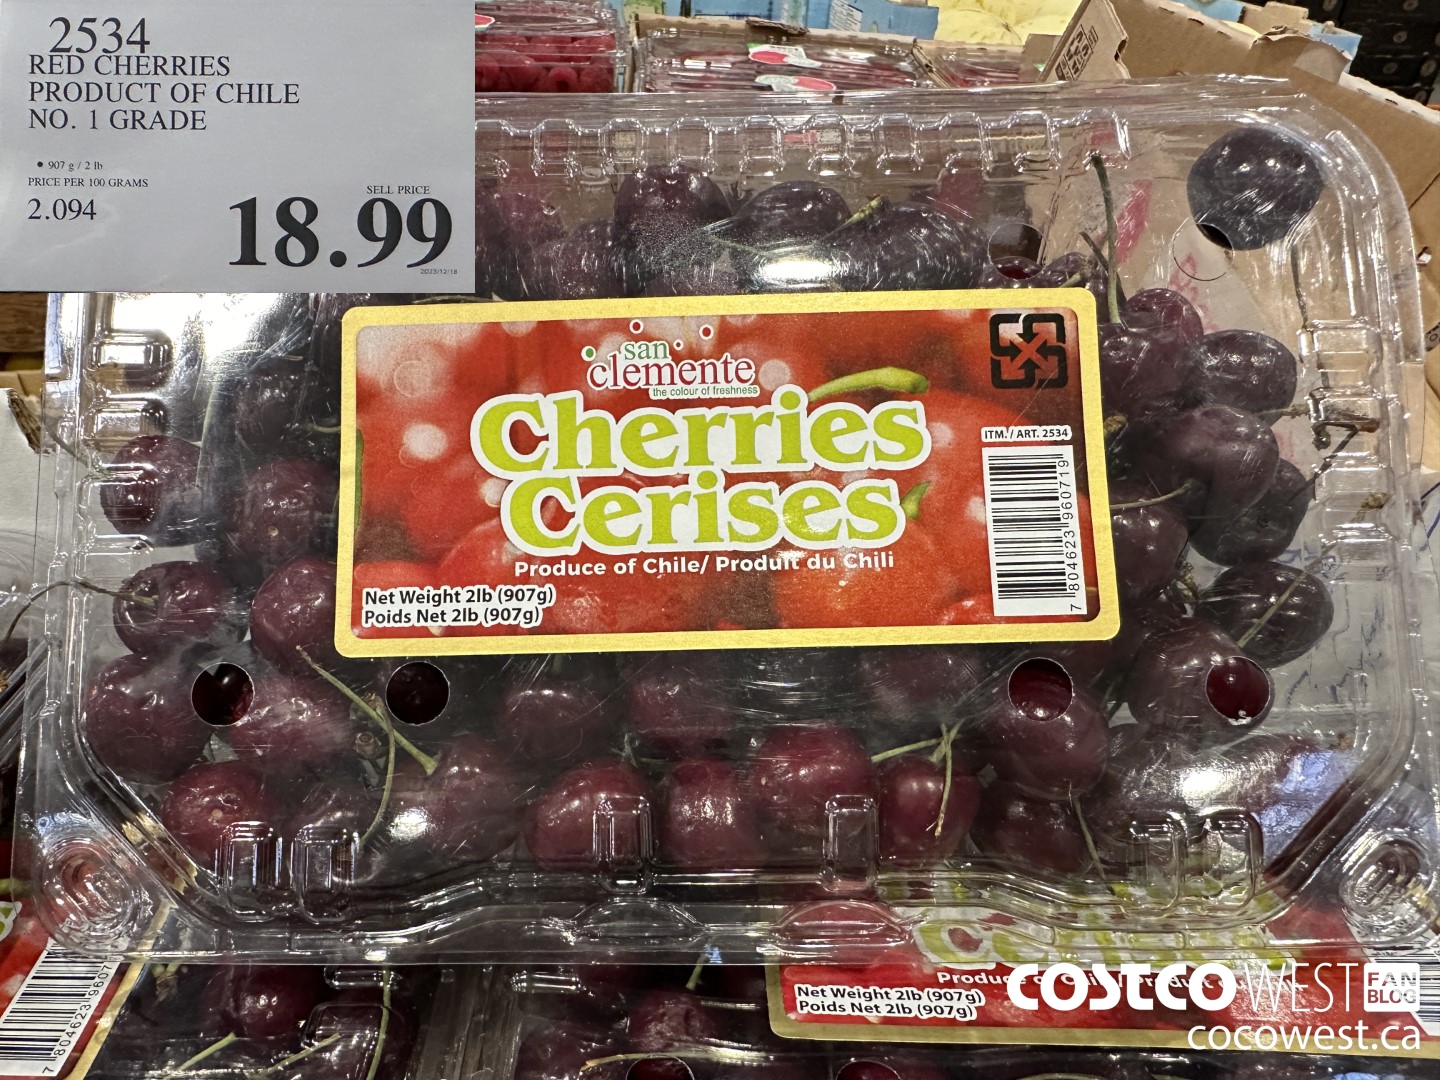 2534
RED CHERRIES
PRODUCT OF CHILE
NO. 1 GRADE
• 907 g / 2 lb
PRICE PER 100 GRAMS
2.094
SELL PRICE
18.99
2023/12/18
san
clemente
the colour of freshness
Cherries
Cerises
Produce of Chile/ Produit du Chili
Net Weight 2lb (907g)
Poids Net 2lb (907g)
ITM. / ART. 2534
7 804623 960719
Net Weight 2lb (907g)
Poids Net 2lb (907g)
7 804623 9607
COSTCO WEST FAN BLOG
cocowest.ca